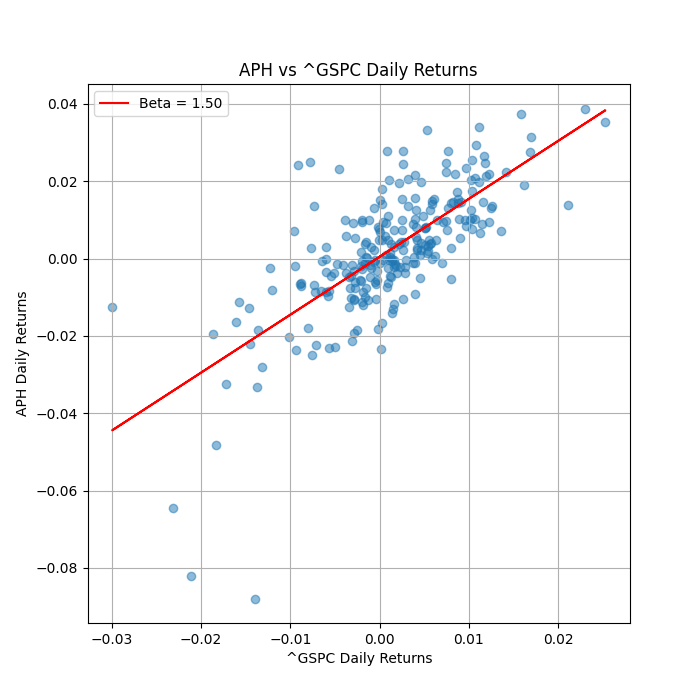 APH vs ^GSPC Daily Returns
Beta = 1.50
0.04
0.02
0.00
−0.02
−0.04
−0.06
−0.08
APH Daily Returns
−0.03 −0.02 −0.01 0.00 0.01 0.02
^GSPC Daily Returns